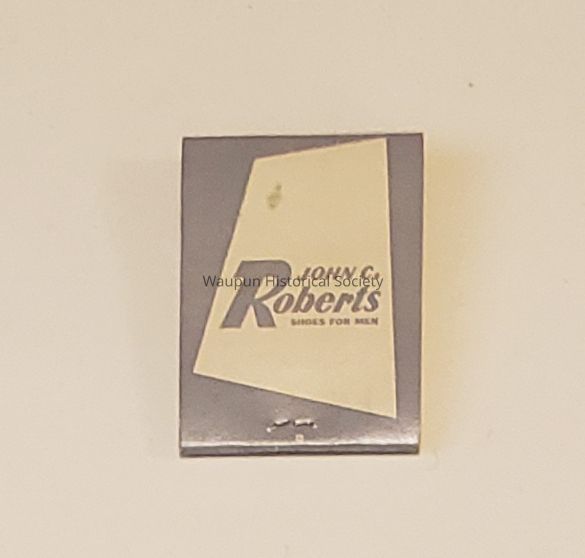 JOHN C.
Waupun Historical Society
Roberts
SHOES FOR MEN